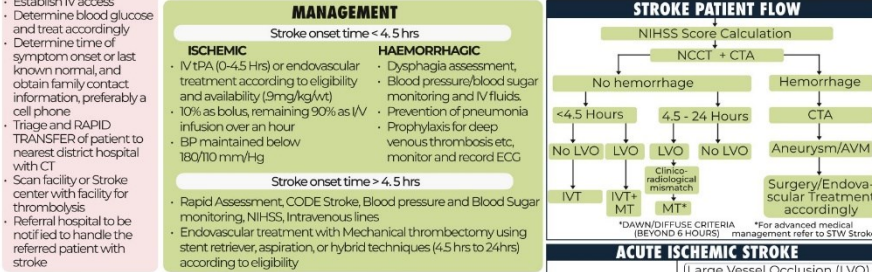 Establish IV access
• Determine blood glucose
and treat accordingly
• Determine time of
symptom onset or last
known normal, and
obtain family contact
information, preferably a
cell phone
• Triage and RAPID
TRANSFER of patient to
nearest district hospital
with CT
• Scan facility or Stroke
center with facility for
thrombolysis
• Referral hospital to be
notified to handle the
referred patient with
stroke
MANAGEMENT
Stroke onset time < 4.5 hrs
ISCHEMIC
• IV tPA (0-4.5 Hrs) or endovascular
treatment according to eligibility
and availability (.9mg/kg/wt)
• 10% as bolus, remaining 90% as I/V
infusion over an hour
• BP maintained below
180/110 mm/Hg
HAEMORRHAGIC
• Dysphagia assessment,
• Blood pressure/blood sugar
monitoring and IV fluids.
• Prevention of pneumonia
• Prophylaxis for deep
venous thrombosis etc,
monitor and record ECG
Stroke onset time > 4.5 hrs
• Rapid Assessment, CODE Stroke, Blood pressure and Blood Sugar
monitoring, NIHSS, Intravenous lines
• Endovascular treatment with Mechanical thrombectomy using
stent retriever, aspiration, or hybrid techniques (4.5 hrs to 24hrs)
according to eligibility
STROKE PATIENT FLOW
NIHSS Score Calculation
NCCT + CTA
No hemorrhage
Hemorrhage
<4.5 Hours
4.5 - 24 Hours
CTA
No LVO
LVO
LVO
No LVO
Aneurysm/AVM
Clinico-
radiological
mismatch
IVT
IVT+
MT
MT*
Surgery/Endova-
scular Treatment
accordingly
*DAWN/DIFFUSE CRITERIA
(BEYOND 6 HOURS)
*For advanced medical
management refer to STW Stroke
ACUTE ISCHEMIC STROKE
(Large Vessel Occlusion (LVO)